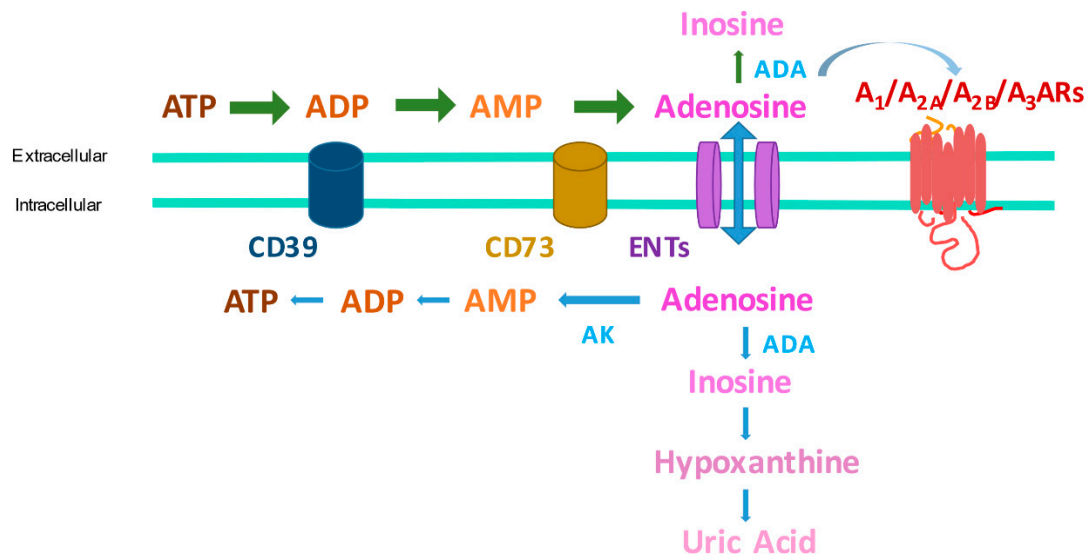 Inosine
ADA
ATP ADP AMP Adenosine A₁/A₂A/A₂B/A₃ARs
Extracellular
Intracellular
CD39 CD73 ENTs
ATP ADP AMP Adenosine
AK ADA
Inosine
Hypoxanthine
Uric Acid